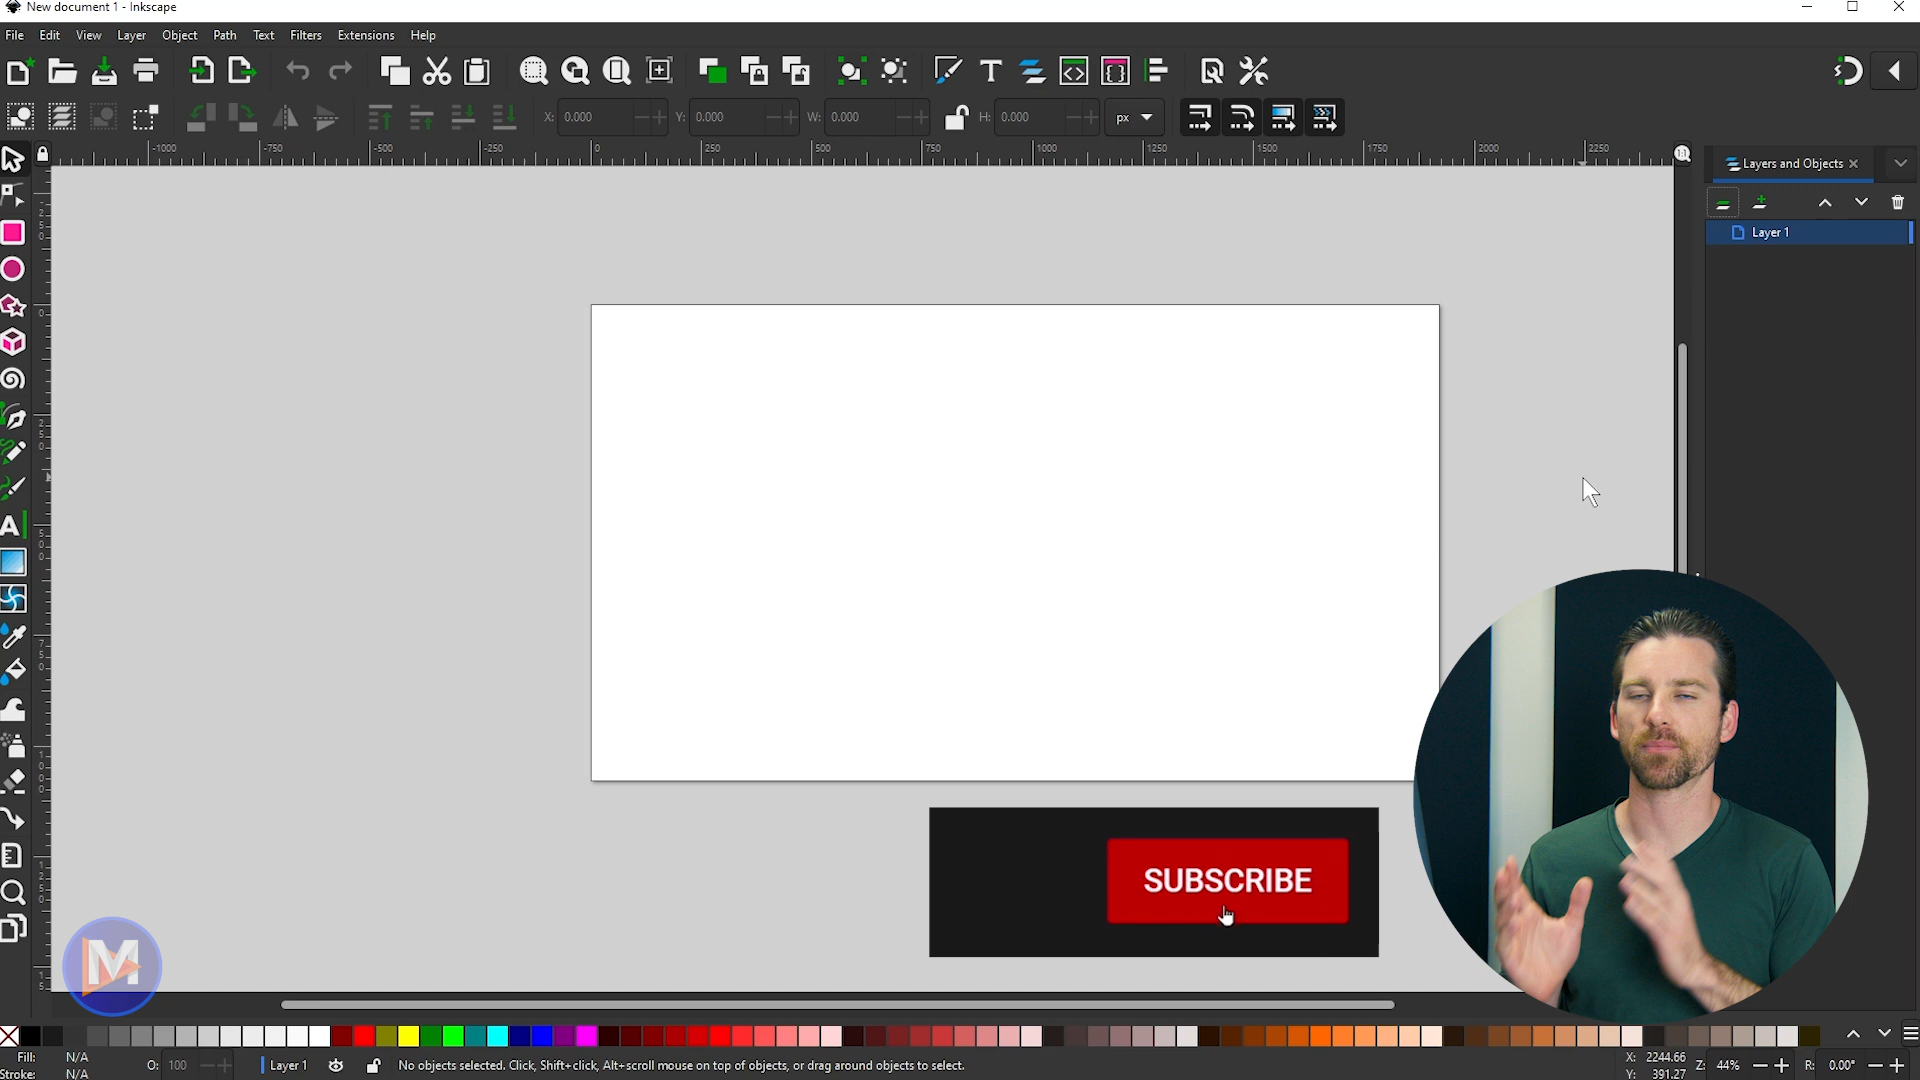 New document 1 - Inkscape
File Edit View Layer Object Path Text Filters Extensions Help
X: 0.000 Y: 0.000 W: 0.000 H: 0.000 px
-1000 -750 -500 -250 0 250 500 750 1000 1250 1500 1750 2000 2250
Layers and Objects
Layer 1
SUBSCRIBE
M
Fill: N/A
Stroke: N/A
O: 100
Layer 1
No objects selected. Click, Shift+click, Alt+scroll mouse on top of objects, or drag around objects to select.
X: 2244.66
Y: 391.27
Z: 44%
R: 0.00°